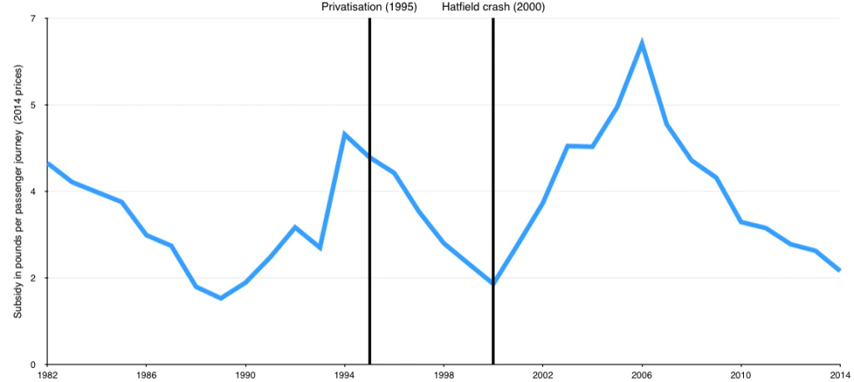 Privatisation (1995) Hatfield crash (2000)
Subsidy in pounds per passenger journey (2014 prices)
7
5
4
2
0
1982 1986 1990 1994 1998 2002 2006 2010 2014